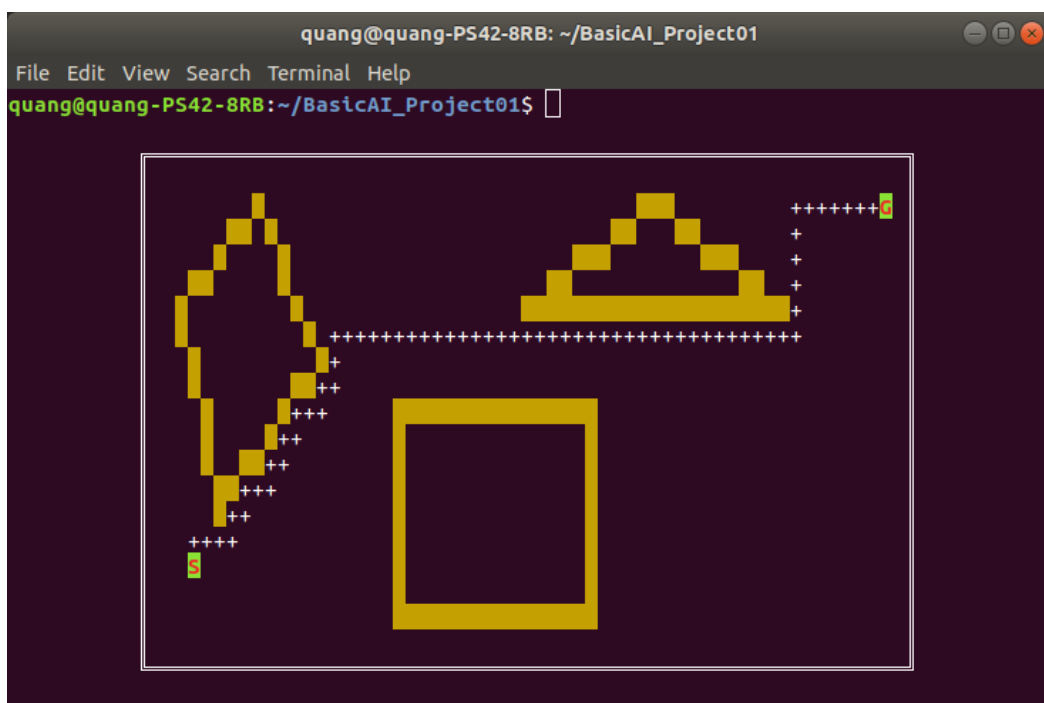 quang@quang-PS42-8RB: ~/BasicAI_Project01
File Edit View Search Terminal Help
quang@quang-PS42-8RB:~/BasicAI_Project01$
+++++++G
+
+
+
+
+++++++++++++++++++++++++++++++++++++
+
++
+++
++
++
+++
++
++++
S